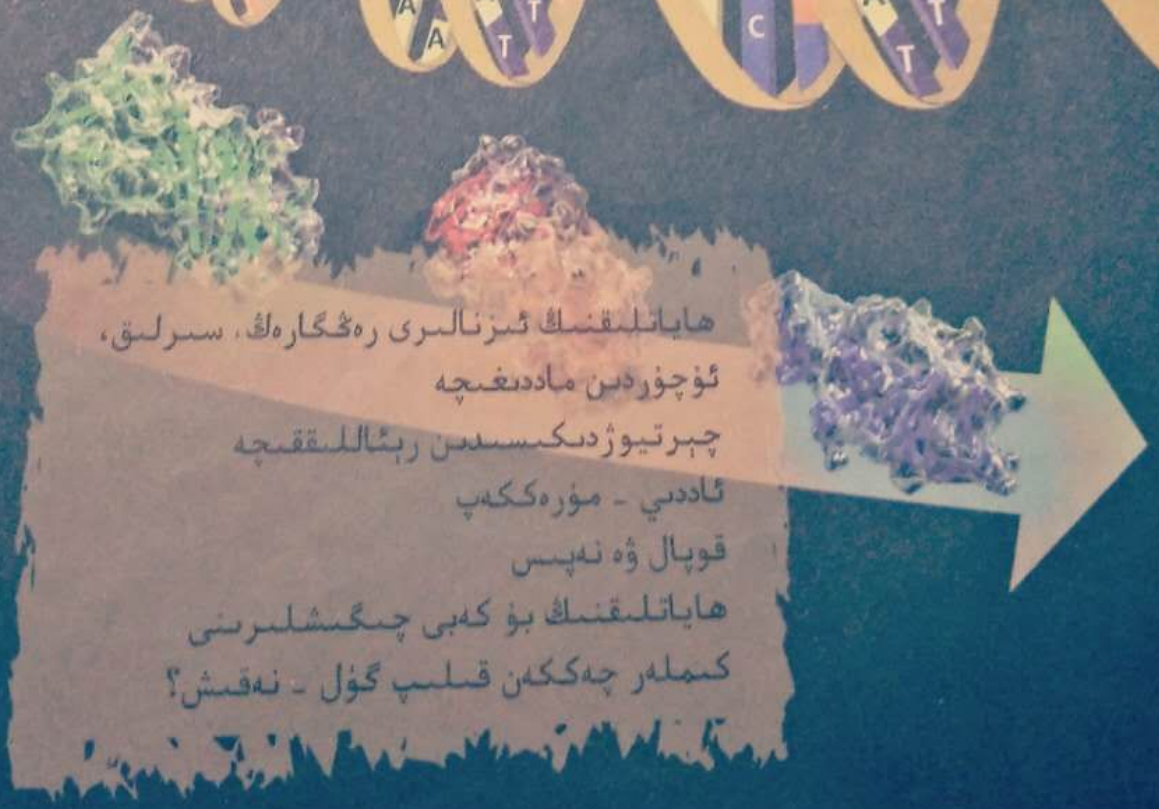 A
A
T
T
C
A
T
T
ھاياتلىقنىڭ ئىزنالىرى رەڭگارەڭ، سىرلىق،
ئۇچۇردىن ماددىغىچە
چېرتيوژدىكىسىدىن رېئاللىققىچە
ئاددىي - مۇرەككەپ
قوپال ۋە نەپىس
ھاياتلىقنىڭ بۇ كەبى چىگىشلىرىنى
كىملەر چەككەن قىلىپ گۈل - نەقىش؟